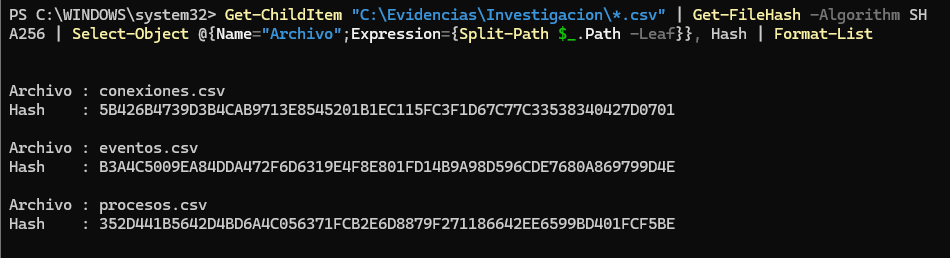 PS C:\WINDOWS\system32> Get-ChildItem "C:\Evidencias\Investigacion\*.csv" | Get-FileHash -Algorithm SH
A256 | Select-Object @{Name="Archivo";Expression={Split-Path $_.Path -Leaf}}, Hash | Format-List
Archivo : conexiones.csv
Hash    : 5B426B4739D3B4CAB9713E8545201B1EC115FC3F1D67C77C33538340427D0701
Archivo : eventos.csv
Hash    : B3A4C5009EA84DDA472F6D6319E4F8E801FD14B9A98D596CDE7680A869799D4E
Archivo : procesos.csv
Hash    : 352D441B5642D4BD6A4C056371FCB2E6D8879F271186642EE6599BD401FCF5BE